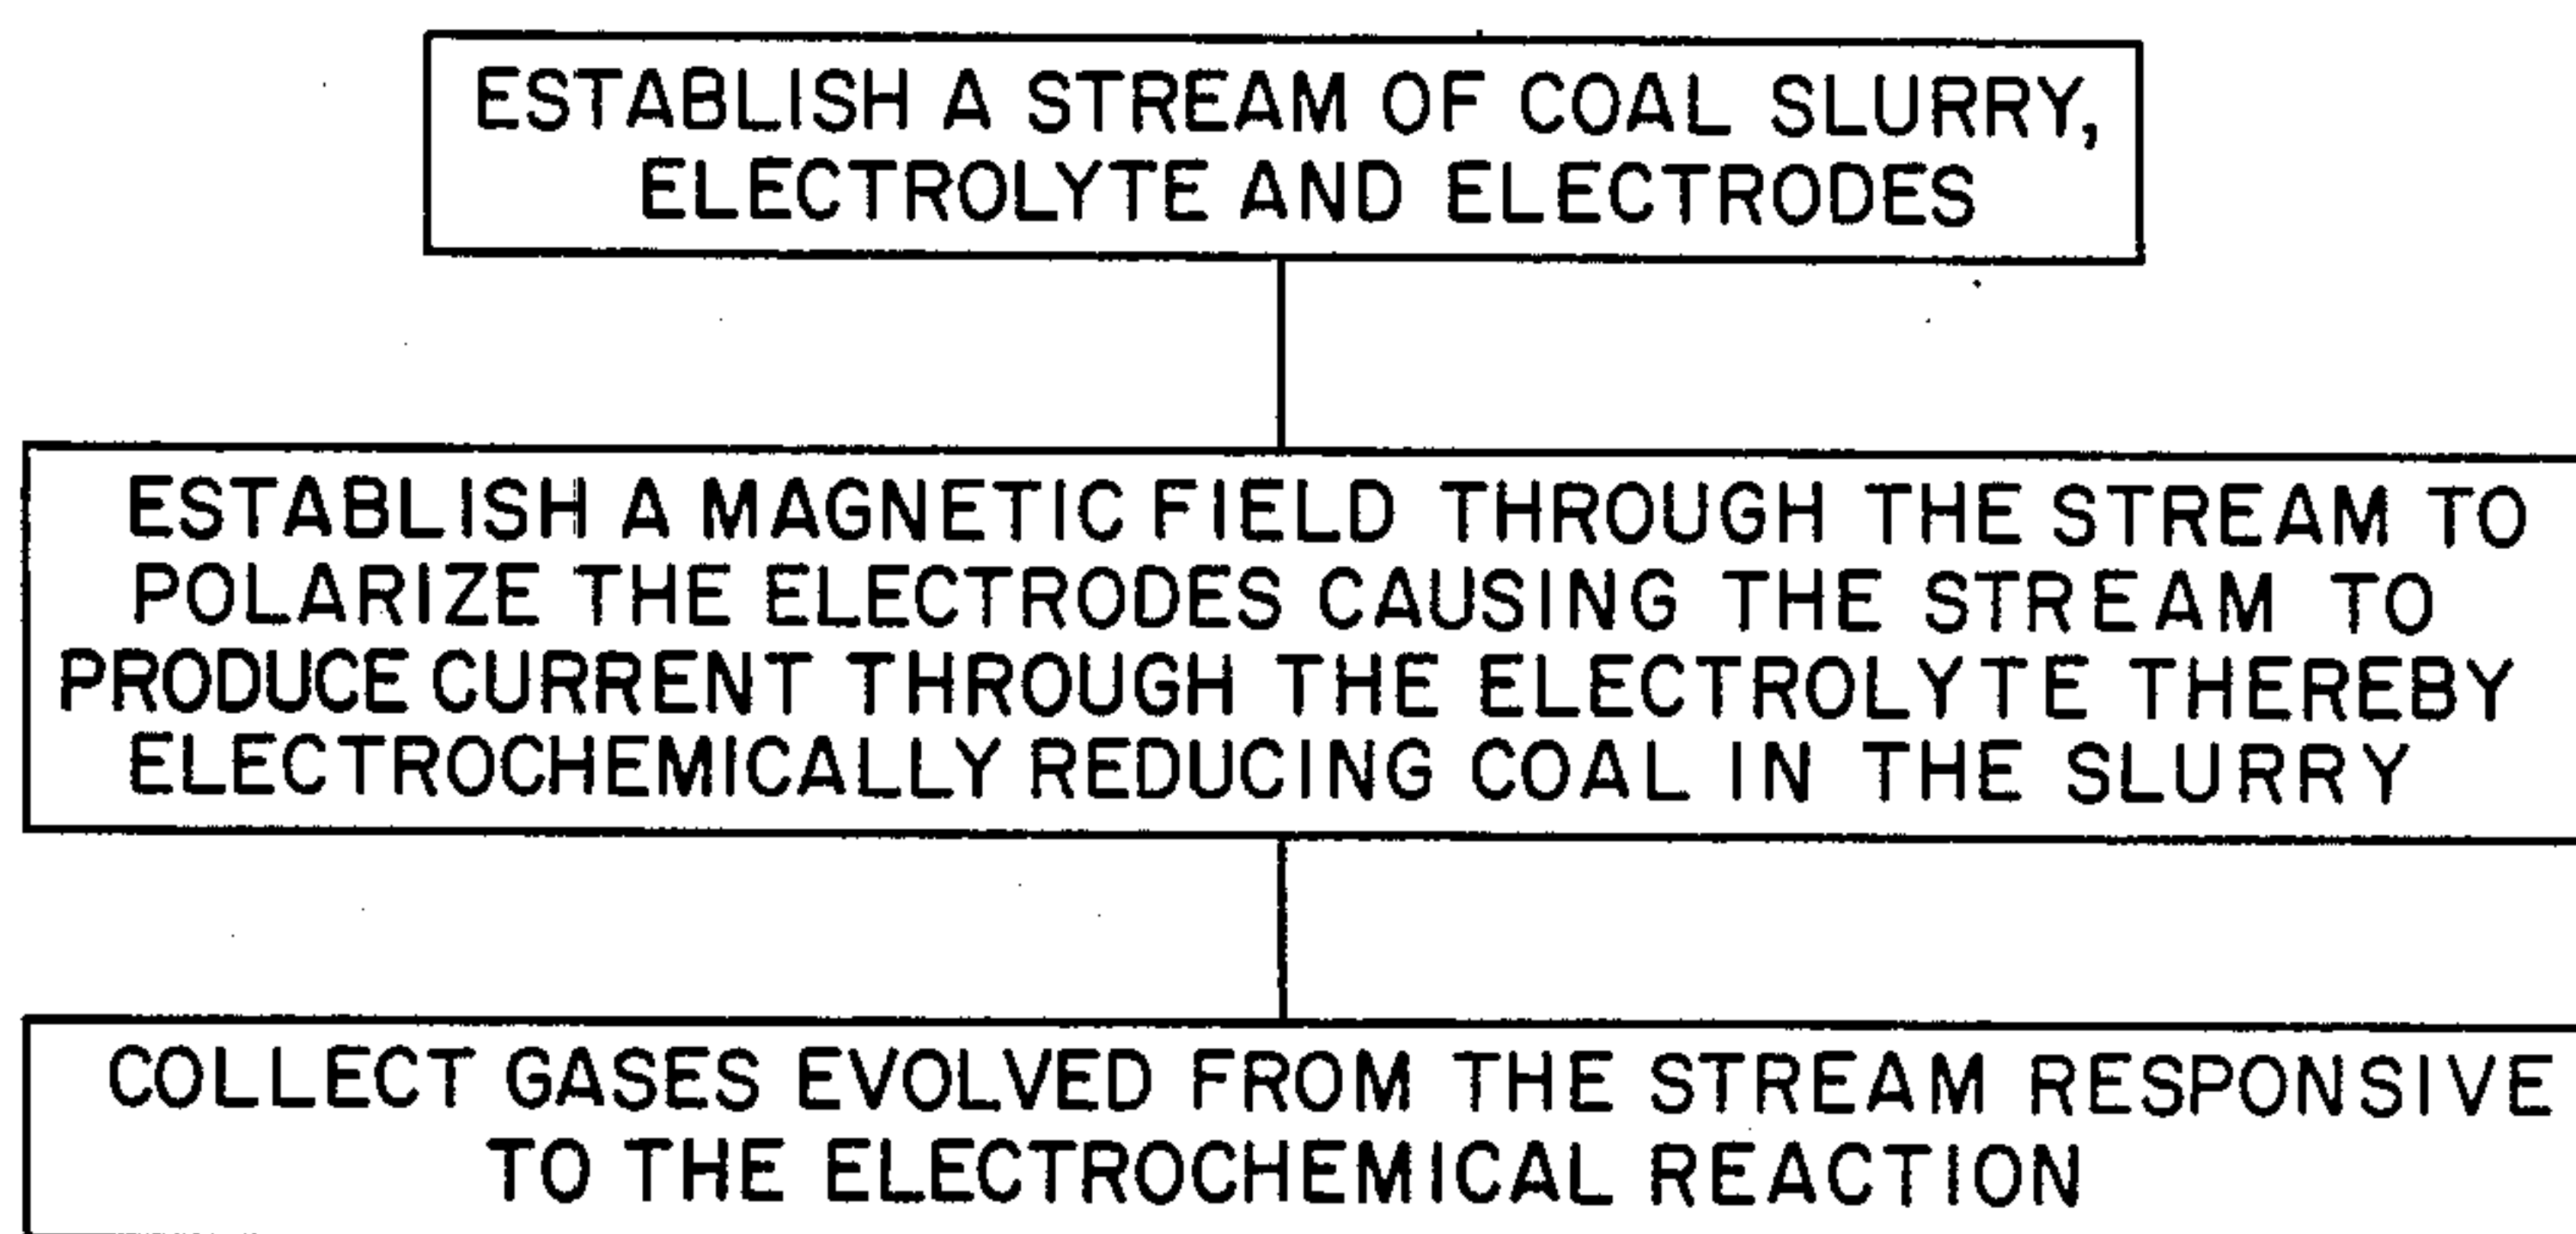 ESTABLISH A STREAM OF COAL SLURRY,
ELECTROLYTE AND ELECTRODES
ESTABLISH A MAGNETIC FIELD THROUGH THE STREAM TO
POLARIZE THE ELECTRODES CAUSING THE STREAM TO
PRODUCE CURRENT THROUGH THE ELECTROLYTE THEREBY
ELECTROCHEMICALLY REDUCING COAL IN THE SLURRY
COLLECT GASES EVOLVED FROM THE STREAM RESPONSIVE
TO THE ELECTROCHEMICAL REACTION